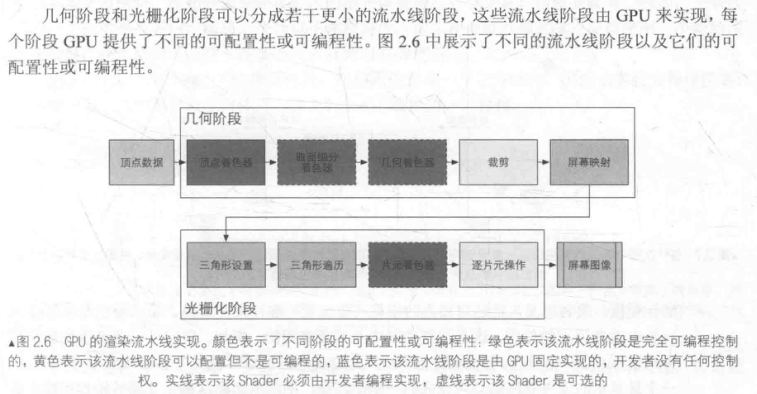 几何阶段和光栅化阶段可以分成若干更小的流水线阶段，这些流水线阶段由 GPU 来实现，每
个阶段 GPU 提供了不同的可配置性或可编程性。图 2.6 中展示了不同的流水线阶段以及它们的可
配置性或可编程性。
几何阶段
顶点数据
顶点着色器
曲面细分
着色器
几何着色器
裁剪
屏幕映射
三角形设置
三角形遍历
片元着色器
逐片元操作
屏幕图像
光栅化阶段
▲图 2.6 GPU 的渲染流水线实现。颜色表示了不同阶段的可配置性或可编程性：绿色表示该流水线阶段是完全可编程控制
的，黄色表示该流水线阶段可以配置但不是可编程的，蓝色表示该流水线阶段是由 GPU 固定实现的，开发者没有任何控制
权。实线表示该 Shader 必须由开发者编程实现，虚线表示该 Shader 是可选的